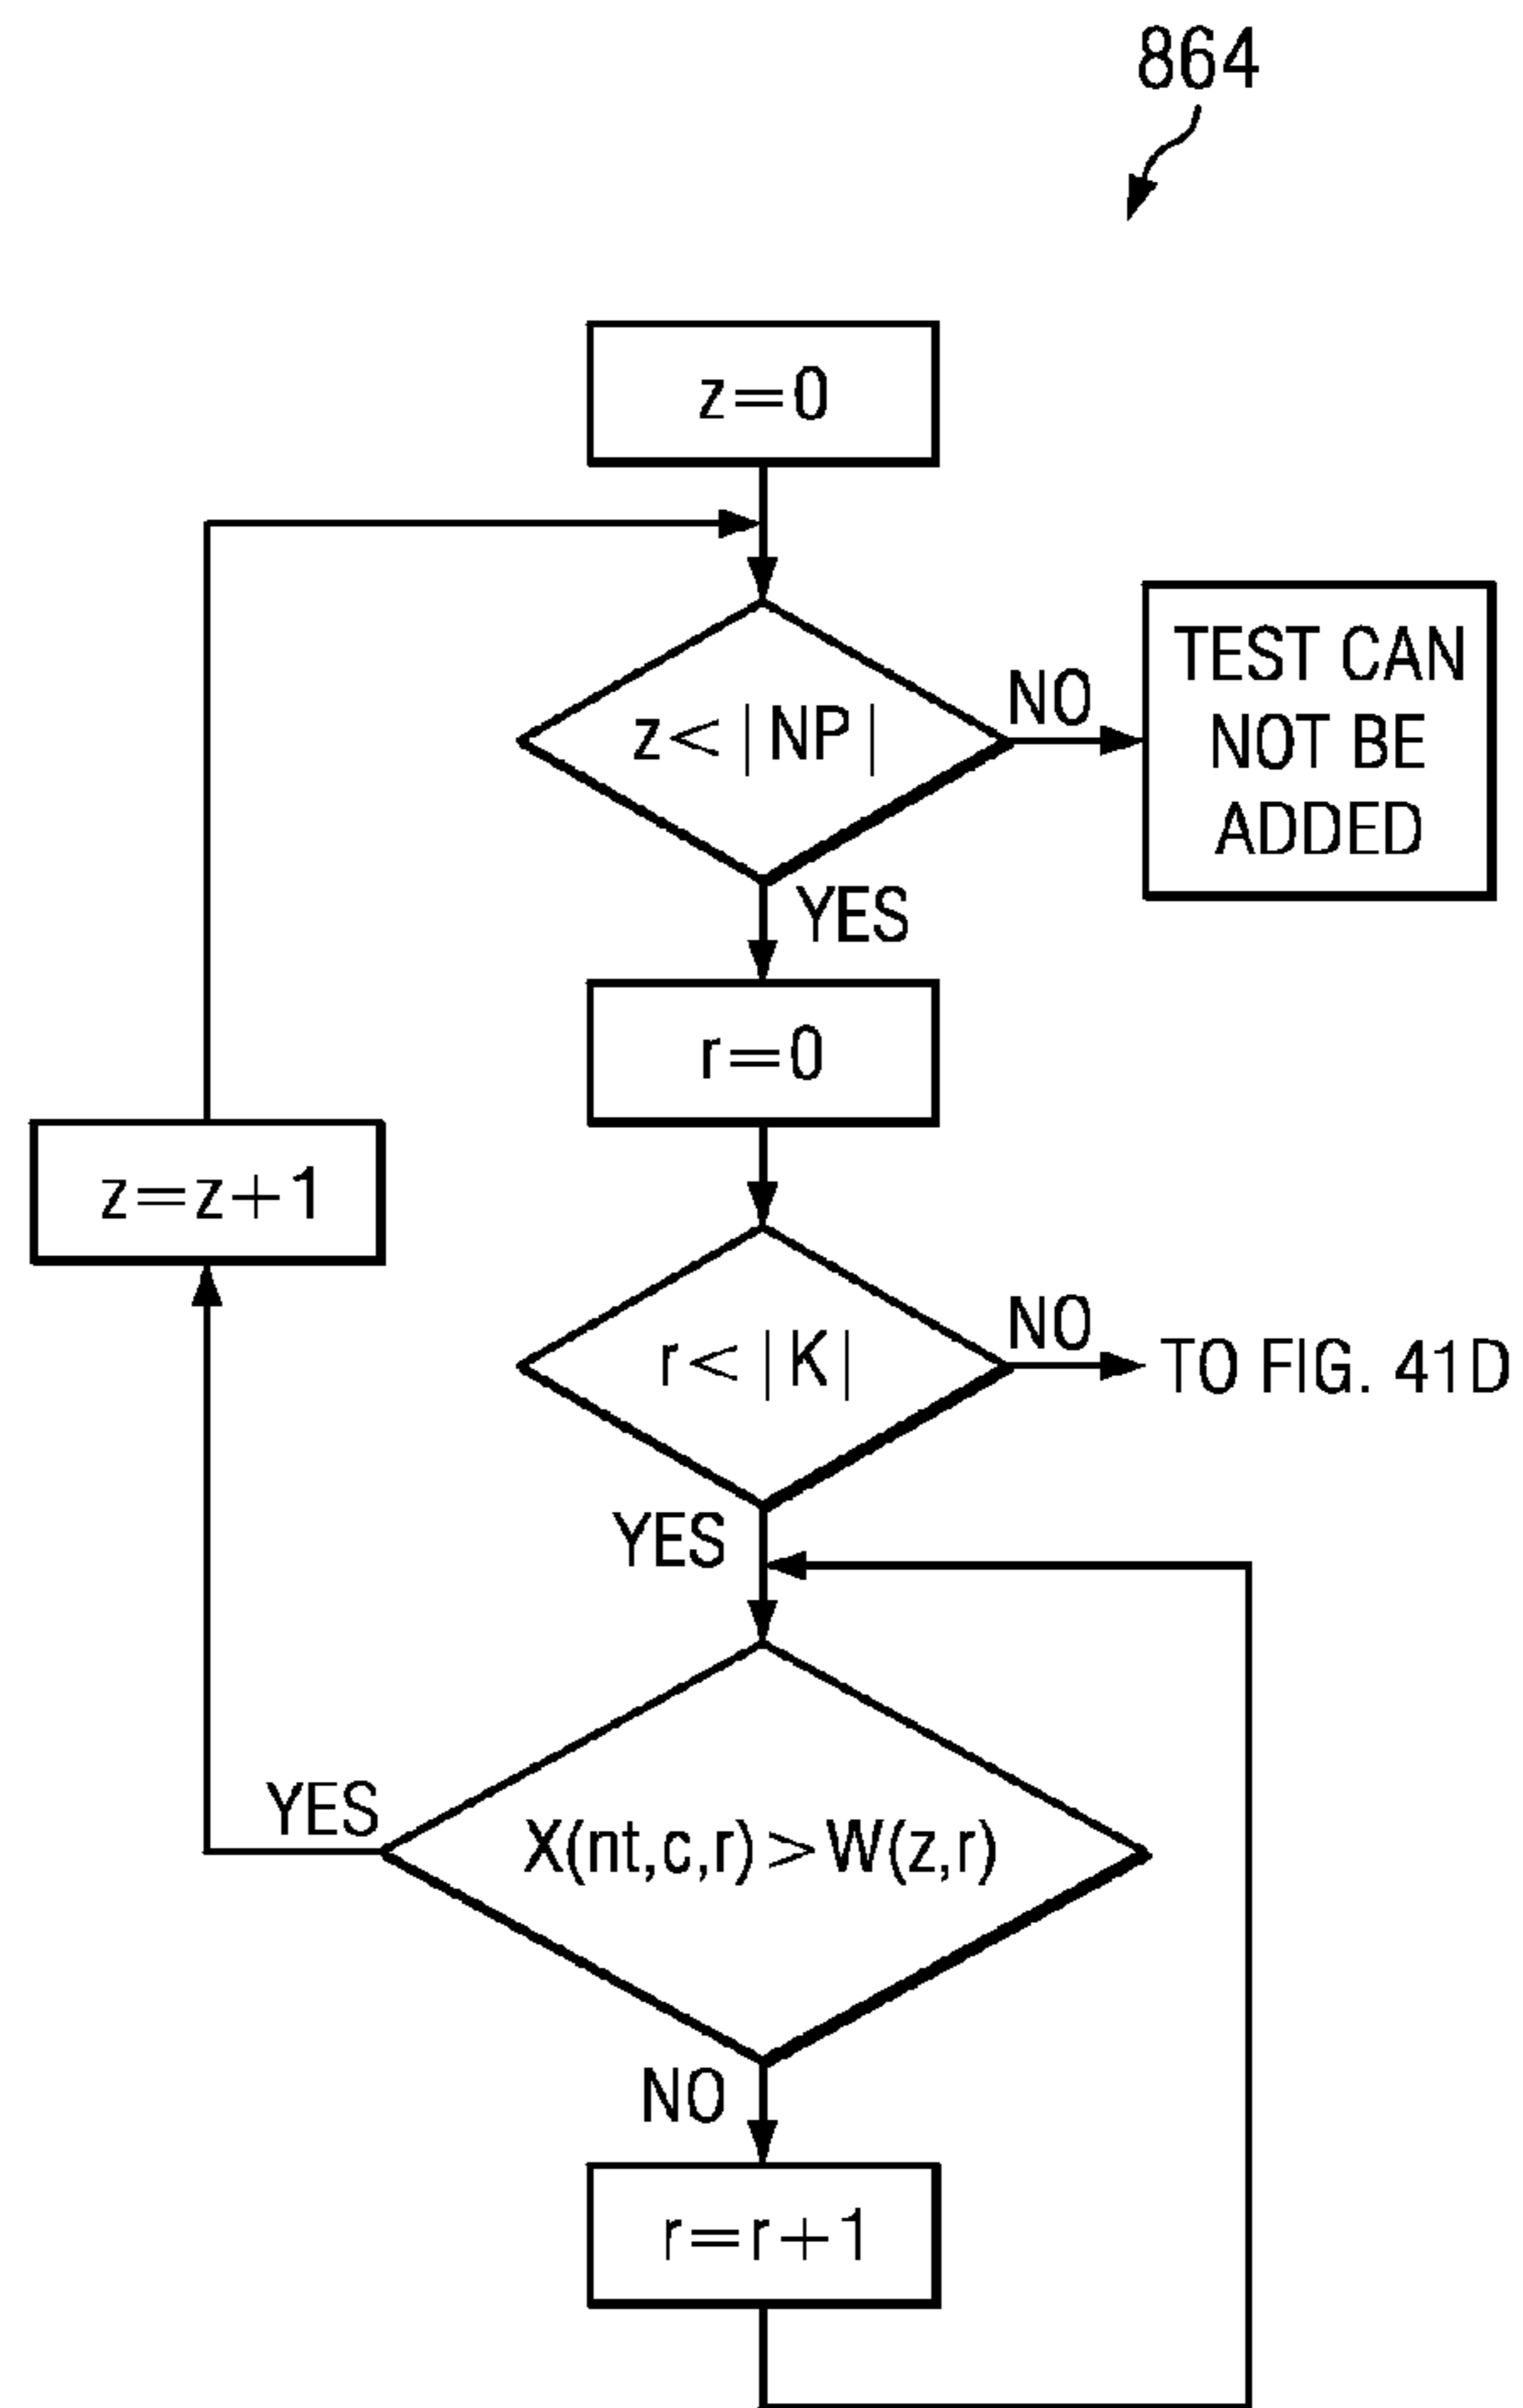 864
z=0
z<|NP|
NO
TEST CAN
NOT BE
ADDED
YES
r=0
z=z+1
r<|K|
NO
TO FIG. 41D
YES
X(nt,c,r)>W(z,r)
YES
NO
r=r+1